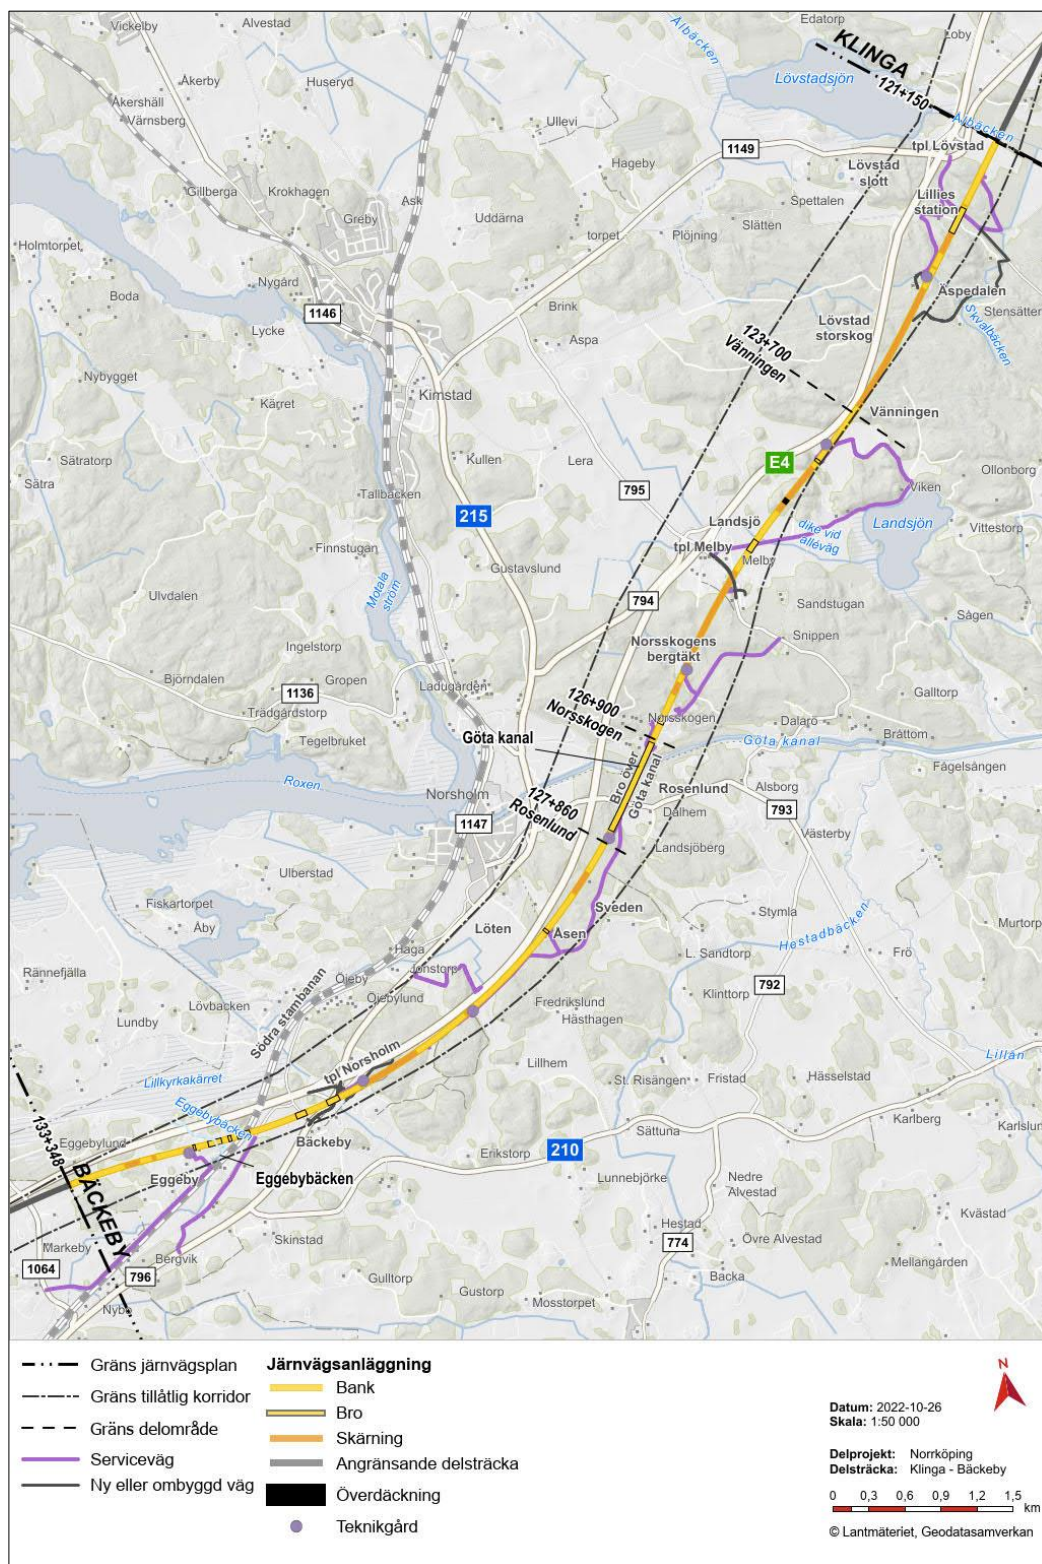 Vickelby
Alvestad
Edatorp
Loby
KLINGA
Albäcken
Lövstadsjön
Åkerby
Huseryd
121+150
Åkershäll
Värnsberg
Ullevi
Albäcken
tpl Lövstad
1149
Hageby
Lövstad
slott
Gillberga
Krokhagen
Ask
Lillies
station
Spettalen
Greby
Uddärna
Slätten
torpet
Plöjning
Holmtorpet
Nygård
Äspedalen
Boda
Brink
Stensätter
1146
Skvalbäcken
Lövstad
storskog
Lycke
Aspa
123+700
Vänningen
Nybygget
Kimstad
Kärret
Vänningen
Sätratorp
Kullen
Lera
E4
Ollonborg
Sätra
795
Viken
Tallbäcken
215
Landsjö
dike vid
alléväg
Landsjön
Vittestorp
Finnstugan
tpl Melby
Melby
Gustavslund
Motala
ström
Ulvdalen
794
Sandstugan
Sågen
Snippen
Ingelstorp
Norsskogens
bergtäkt
Björndalen
Gropen
Ladugården
1136
Galltorp
Trädgårdstorp
126+900
Norsskogen
Norsskogen
Dalarö
Bråttom
Tegelbruket
Göta kanal
Göta kanal
Fågelsången
Roxen
Bro över
Göta kanal
Norsholm
Rosenlund
Alsborg
127+860
Rosenlund
793
1147
Dalhem
Västerby
Landsjöberg
Ulberstad
Fiskartorpet
Sveden
Stymla
Åby
Löten
Åsen
Hestadbäcken
Murtorp
Haga
L. Sandtorp
Frö
Rännefjälla
Jonstorp
Öjeby
792
Lövbacken
Öjebylund
Klinttorp
Södra stambanan
Fredrikslund
Lundby
Hästhagen
tpl Norsholm
Lillån
Lillhem
Lillkyrkakärret
St. Risängen
Fristad
Hässelstad
Eggebybäcken
133+348
Karlberg
Eggebylund
Bäckeby
Sättuna
Karlslun
210
Erikstorp
BÄCKEBY
Eggeby
Eggebybäcken
Lunnebjörke
Nedre
Alvestad
Kvästad
Hestad
Skinstad
Markeby
Bergvik
774
Övre Alvestad
1064
796
Mellangården
Gulltorp
Backa
Gustorp
Mosstorpet
Nybo
Gräns järnvägsplan
Gräns tillåtlig korridor
Gräns delområde
Serviceväg
Ny eller ombyggd väg
Järnvägsanläggning
Bank
Bro
Skärning
Angränsande delsträcka
Överdäckning
Teknikgård
N
Datum: 2022-10-26
Skala: 1:50 000
Delprojekt: Norrköping
Delsträcka: Klinga - Bäckeby
0 0,3 0,6 0,9 1,2 1,5
km
© Lantmäteriet, Geodatasamverkan